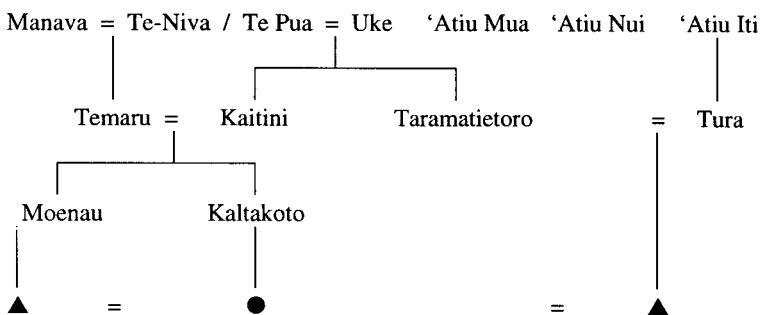 Manava = Te-Niva / Te Pua = Uke ‘Atiu Mua ‘Atiu Nui ‘Atiu Iti
Temaru = Kaitini Taramatietoro = Tura
Moenau Kaltakoto
= =